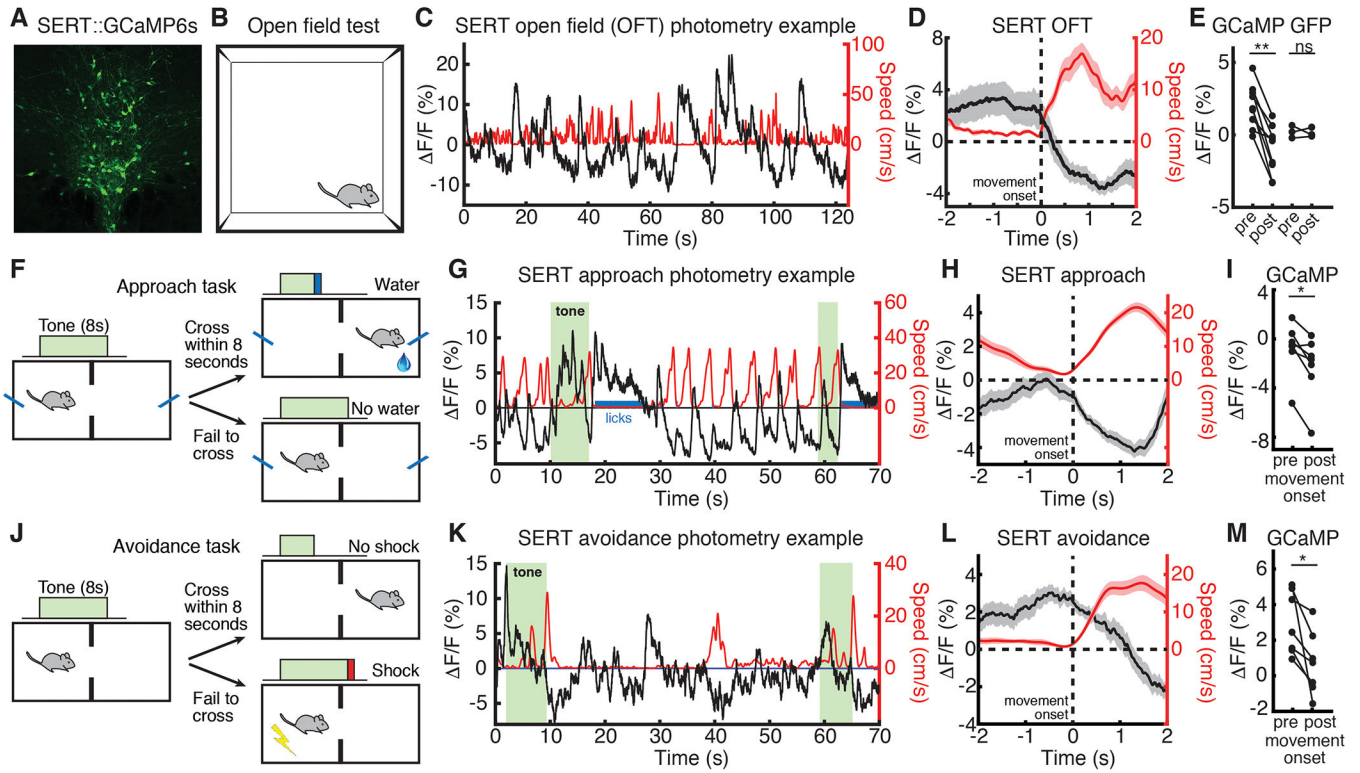 A SERT::GCaMP6s
B Open field test
C SERT open field (OFT) photometry example
ΔF/F (%)
20
10
0
-10
100
50
0
Speed (cm/s)
0 20 40 60 80 100 120
Time (s)
D SERT OFT
ΔF/F (%)
8
4
0
-4
20
10
0
Speed (cm/s)
movement
onset
-2 -1 0 1 2
Time (s)
E GCaMP GFP
** ns
ΔF/F (%)
5
0
-5
pre post pre post
F Approach task
Tone (8s)
Cross
within 8
seconds
Fail to
cross
Water
No water
G SERT approach photometry example
ΔF/F (%)
15
10
5
0
-5
tone
licks
60
40
20
0
Speed (cm/s)
0 10 20 30 40 50 60 70
Time (s)
H SERT approach
ΔF/F (%)
4
2
0
-2
-4
20
10
0
Speed (cm/s)
movement
onset
-2 -1 0 1 2
Time (s)
I GCaMP
*
ΔF/F (%)
4
0
-4
-8
pre post
movement
onset
J Avoidance task
Tone (8s)
Cross
within 8
seconds
Fail to
cross
No shock
Shock
K SERT avoidance photometry example
ΔF/F (%)
15
10
5
0
-5
tone
40
20
0
Speed (cm/s)
0 10 20 30 40 50 60 70
Time (s)
L SERT avoidance
ΔF/F (%)
4
2
0
2
-4
20
10
0
Speed (cm/s)
movement
onset
-2 -1 0 1 2
Time (s)
M GCaMP
*
ΔF/F (%)
6
4
2
0
-2
pre post
movement
onset